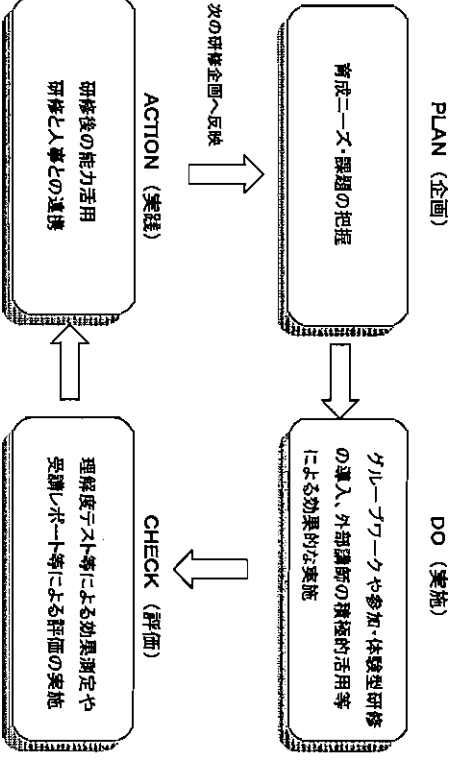 PLAN (企画)
育成ニーズ・課題の把握
DO (実施)
グループワークや参加・体験型研修
の導入、外部講師の積極的活用等
による効果的な実施
CHECK (評価)
理解度テスト等による効果測定や
受講レポート等による評価の実施
ACTION (実践)
研修後の能力活用
研修と人事との連携
次の研修企画へ反映